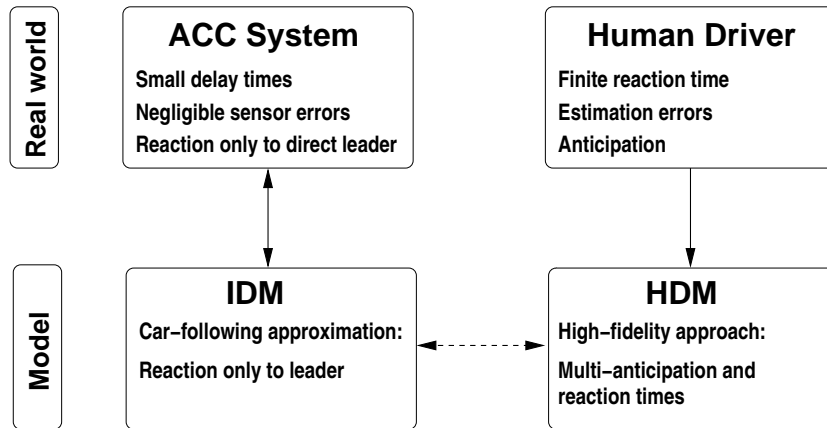 Real world
ACC System
Small delay times
Negligible sensor errors
Reaction only to direct leader
Human Driver
Finite reaction time
Estimation errors
Anticipation
Model
IDM
Car–following approximation:
Reaction only to leader
HDM
High–fidelity approach:
Multi–anticipation and
reaction times